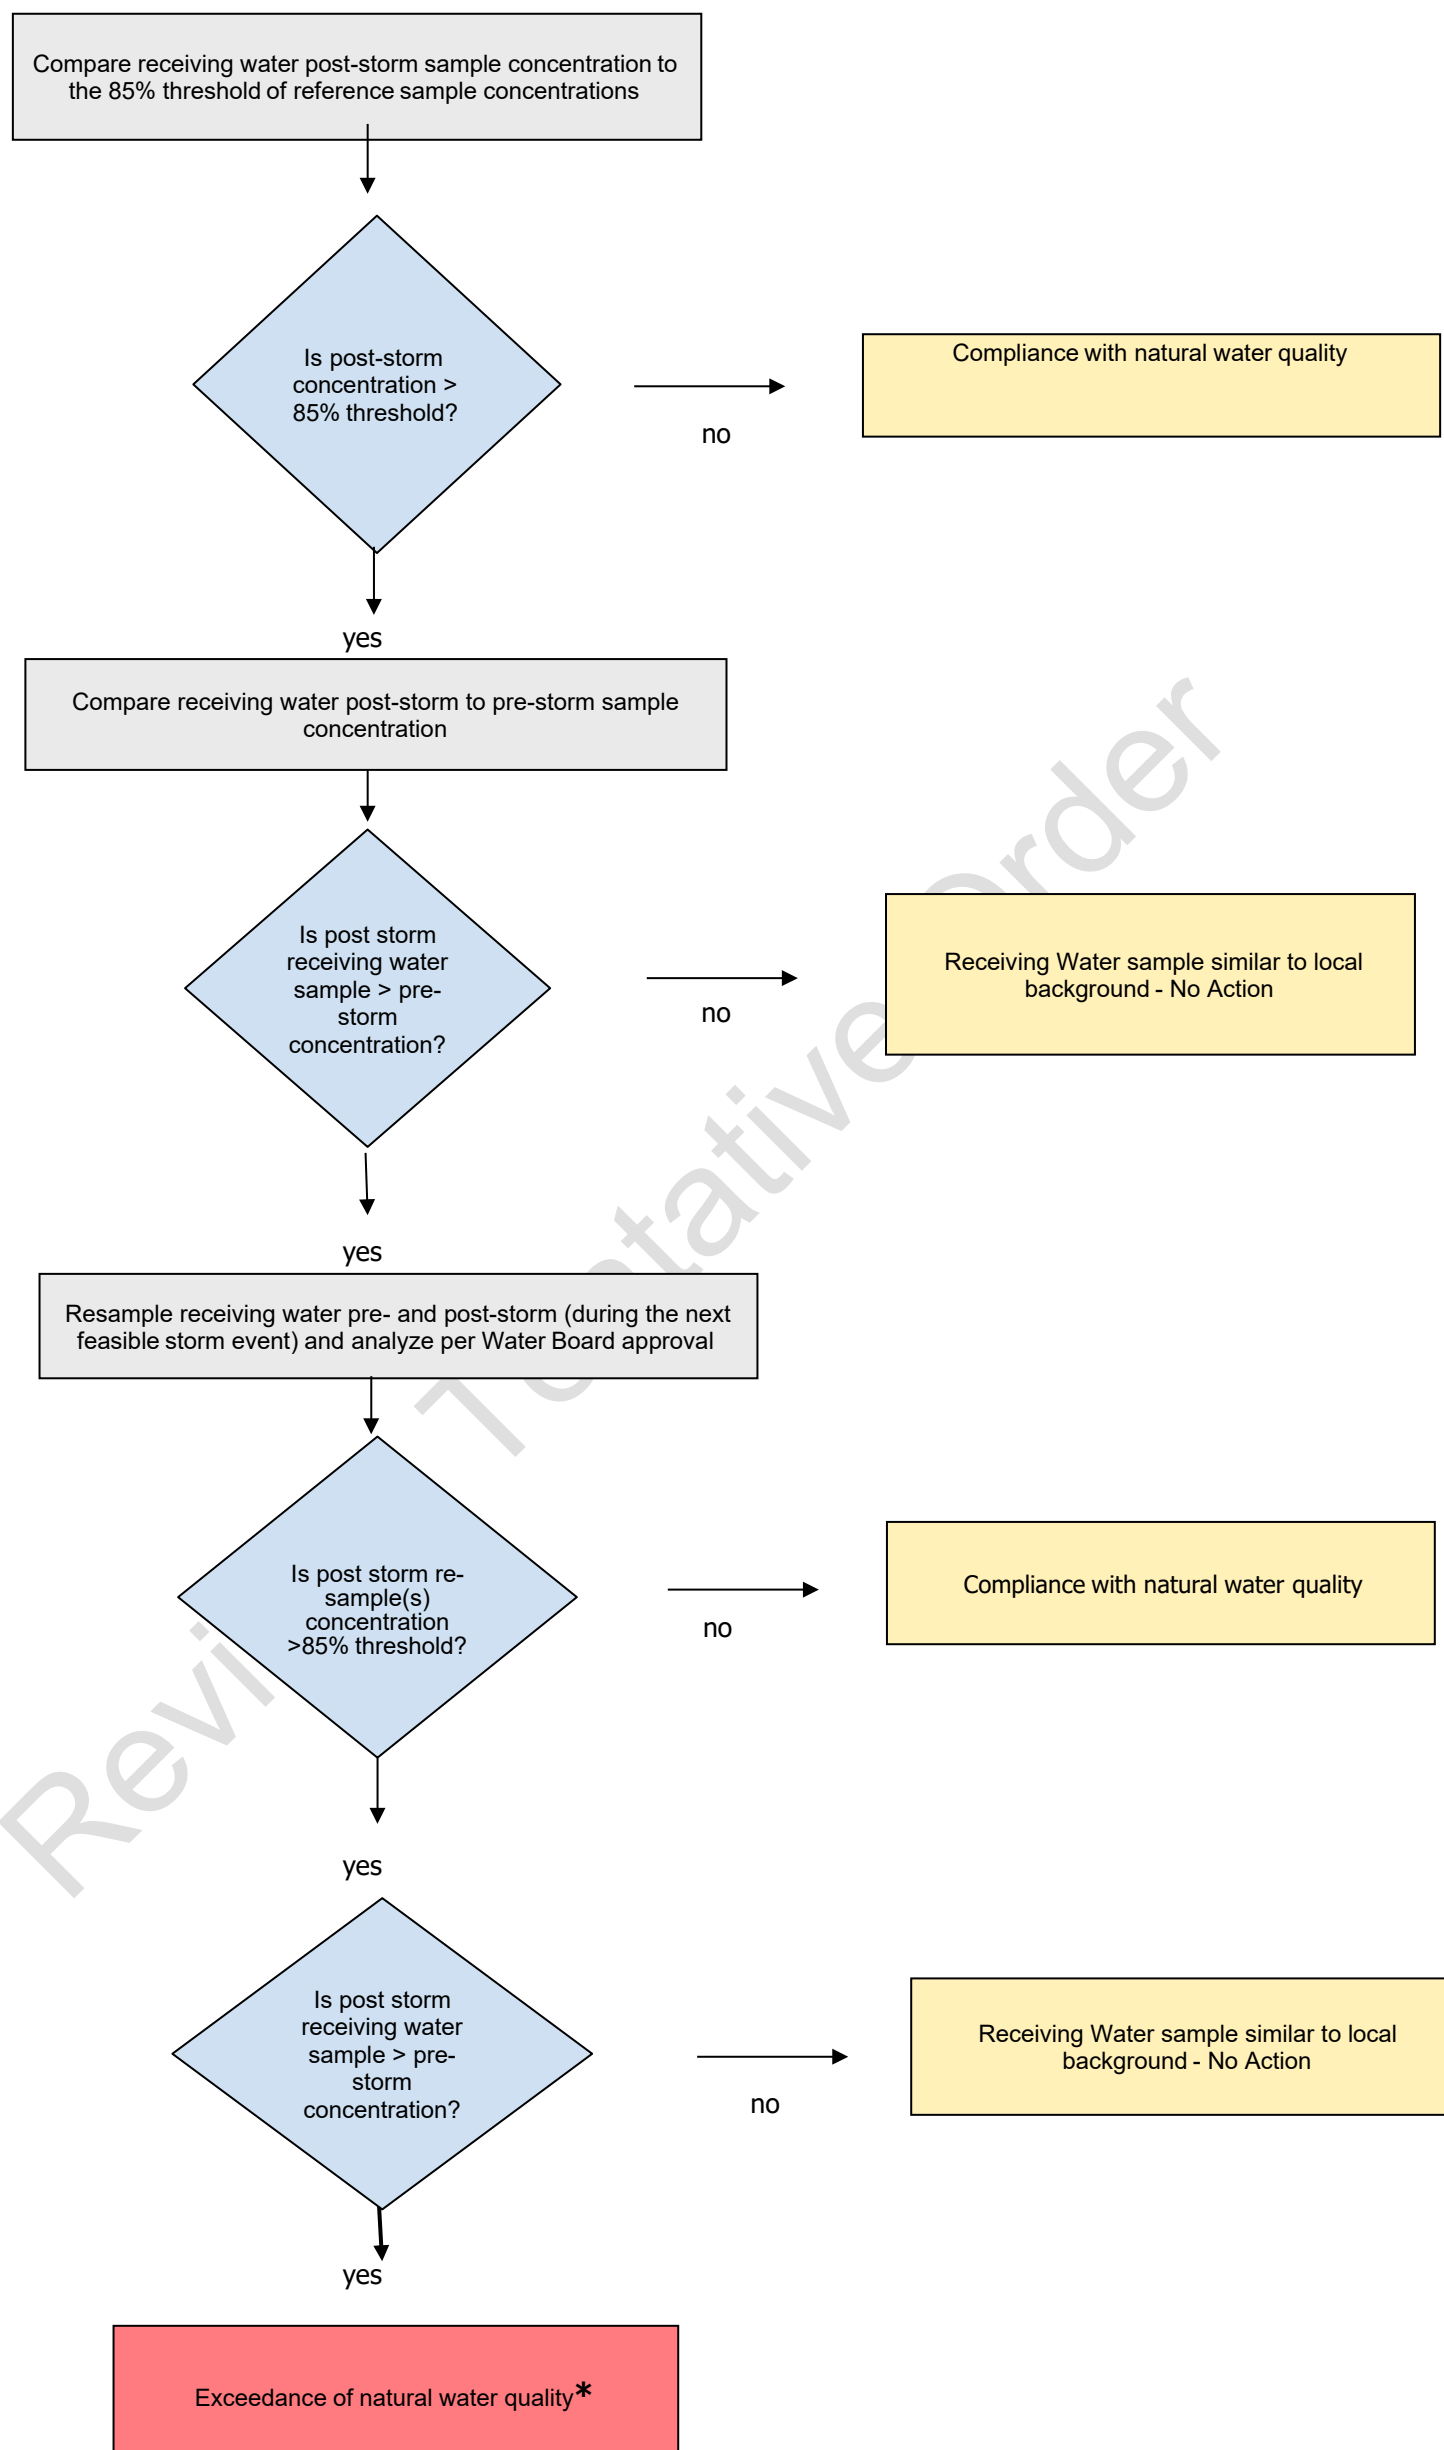 Compare receiving water post-storm sample concentration to
the 85% threshold of reference sample concentrations
Is post-storm
concentration >
85% threshold?
no
Compliance with natural water quality
yes
Compare receiving water post-storm to pre-storm sample
concentration
Is post storm
receiving water
sample > pre-
storm
concentration?
no
Receiving Water sample similar to local
background - No Action
yes
Resample receiving water pre- and post-storm (during the next
feasible storm event) and analyze per Water Board approval
Is post storm re-
sample(s)
concentration
>85% threshold?
no
Compliance with natural water quality
yes
Is post storm
receiving water
sample > pre-
storm
concentration?
no
Receiving Water sample similar to local
background - No Action
yes
Exceedance of natural water quality*